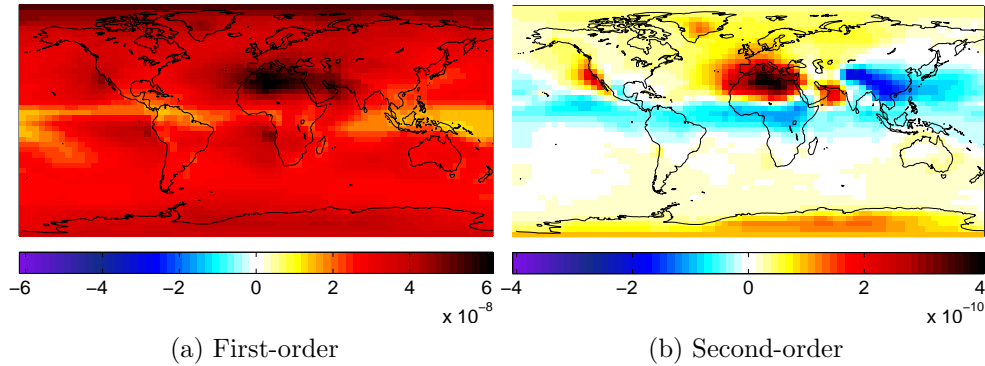 −6 −4 −2 0 2 4 6
x 10⁻⁸
−4 −2 0 2 4
x 10⁻¹⁰
(a) First-order
(b) Second-order